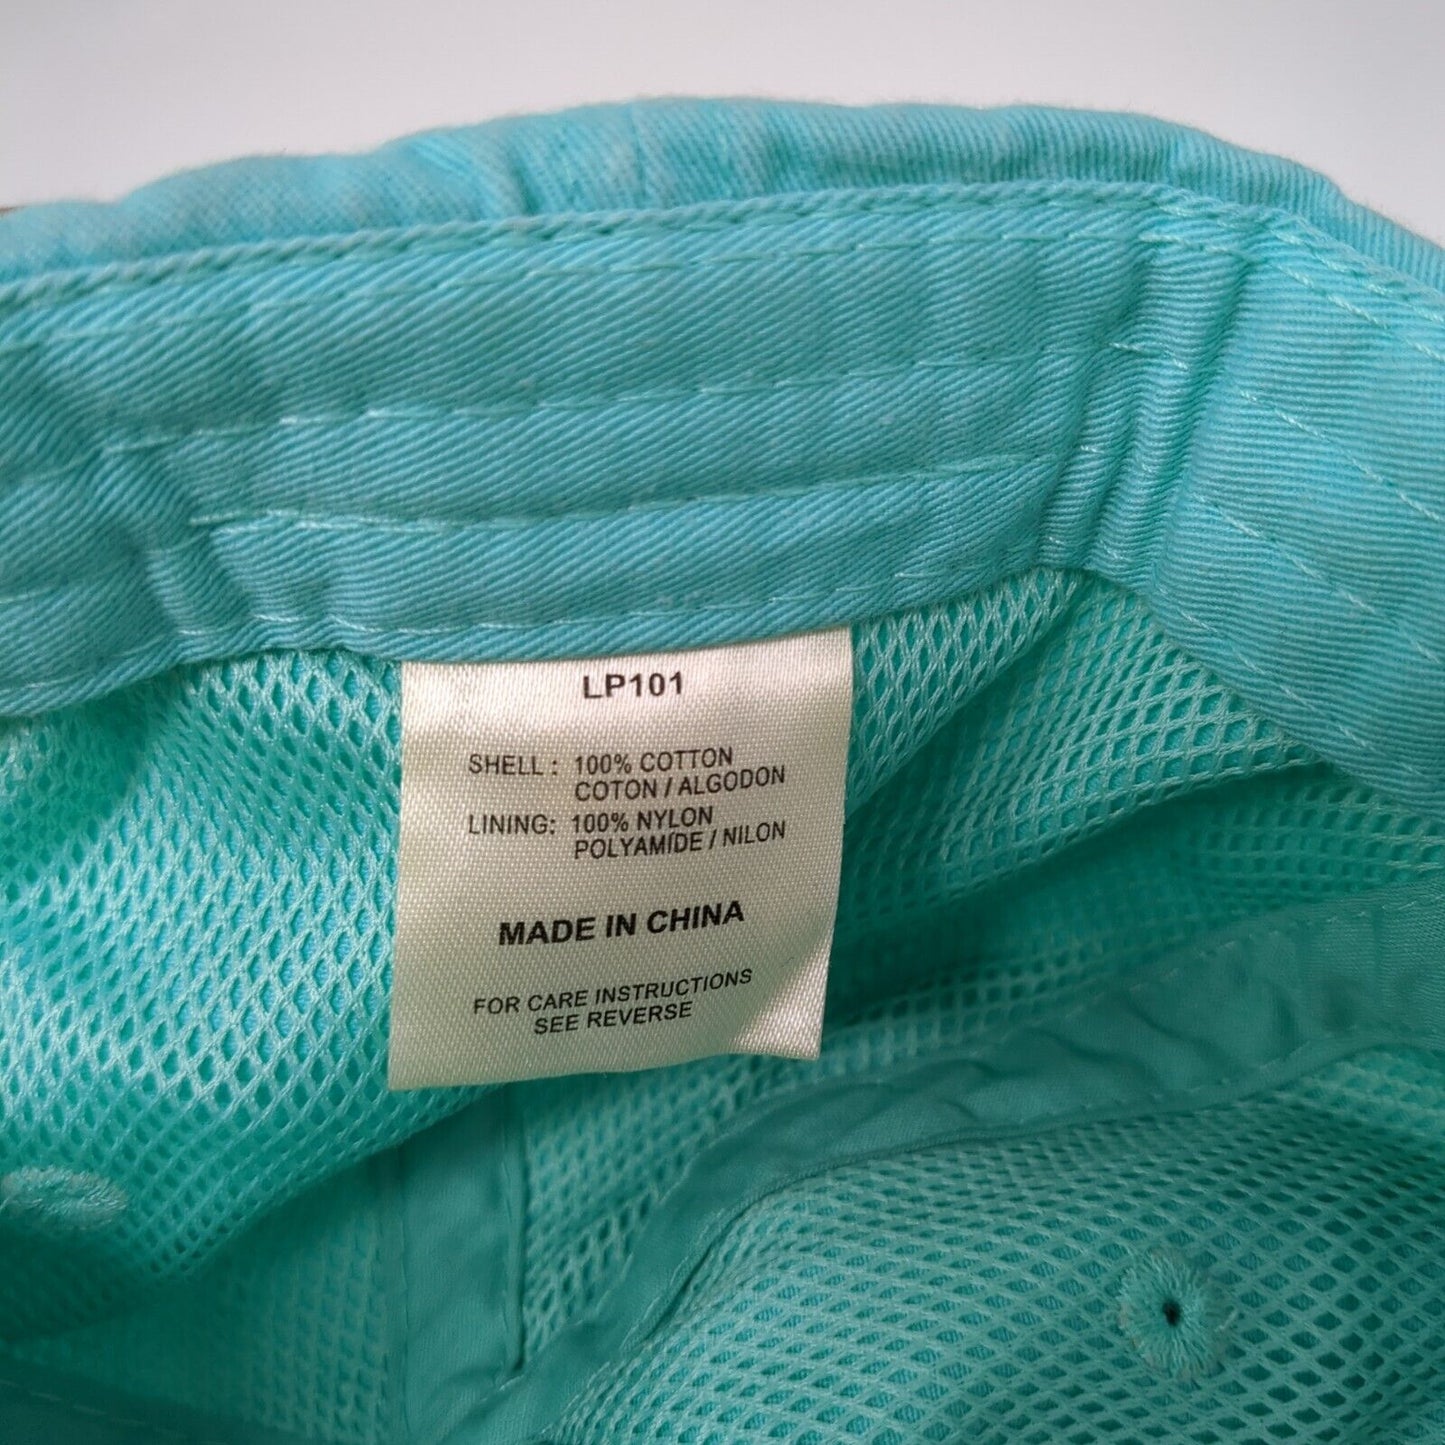 LP101
SHELL: 100% COTTON
COTON / ALGODON
LINING: 100% NYLON
POLYAMIDE / NILON
MADE IN CHINA
FOR CARE INSTRUCTIONS
SEE REVERSE